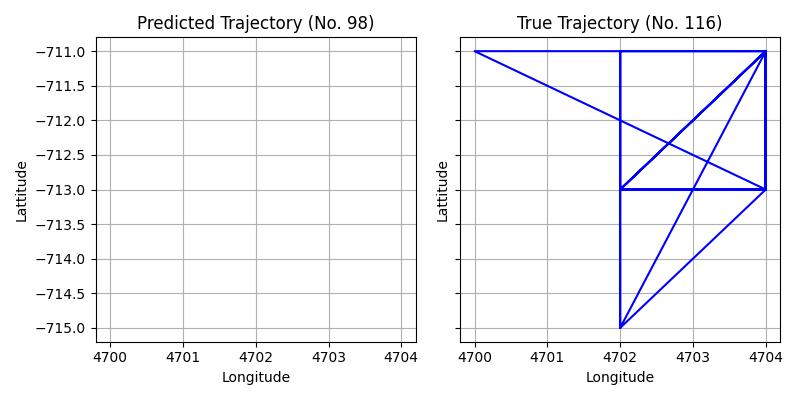 Predicted Trajectory (No. 98)
True Trajectory (No. 116)
−711.0
−711.5
−712.0
−712.5
−713.0
−713.5
−714.0
−714.5
−715.0
Lattitude
Lattitude
4700 4701 4702 4703 4704
4700 4701 4702 4703 4704
Longitude
Longitude